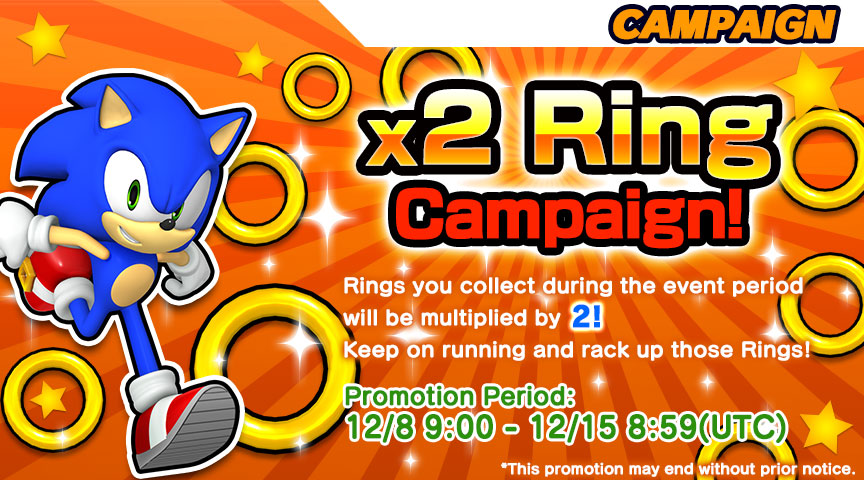 CAMPAIGN
x2 Ring
Campaign!
Rings you collect during the event period
will be multiplied by 2!
Keep on running and rack up those Rings!
Promotion Period:
12/8 9:00 - 12/15 8:59(UTC)
*This promotion may end without prior notice.